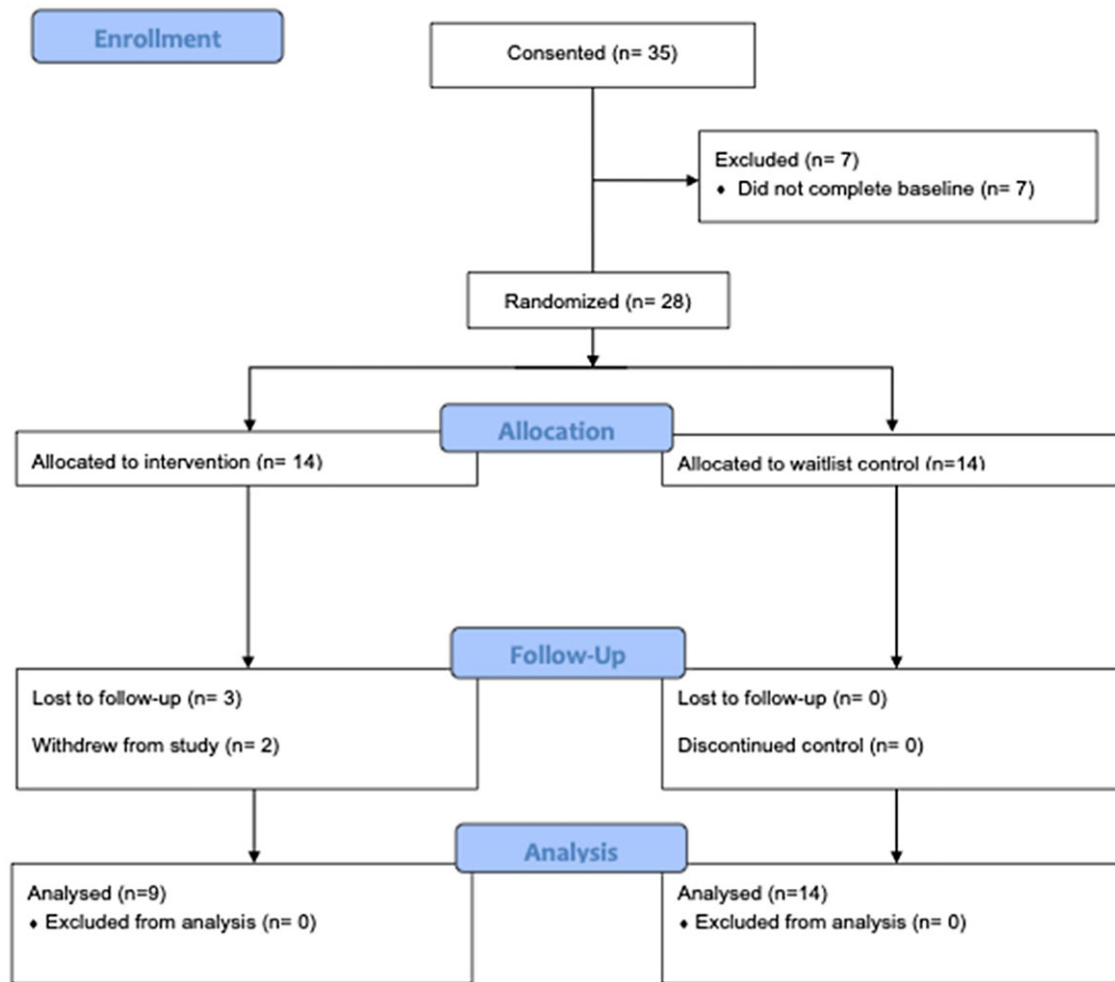 Enrollment
Consented (n= 35)
Excluded (n= 7)
♦ Did not complete baseline (n= 7)
Randomized (n= 28)
Allocation
Allocated to intervention (n= 14)
Allocated to waitlist control (n=14)
Follow-Up
Lost to follow-up (n= 3)
Withdrew from study (n= 2)
Lost to follow-up (n= 0)
Discontinued control (n= 0)
Analysis
Analysed (n=9)
♦ Excluded from analysis (n= 0)
Analysed (n=14)
♦ Excluded from analysis (n= 0)